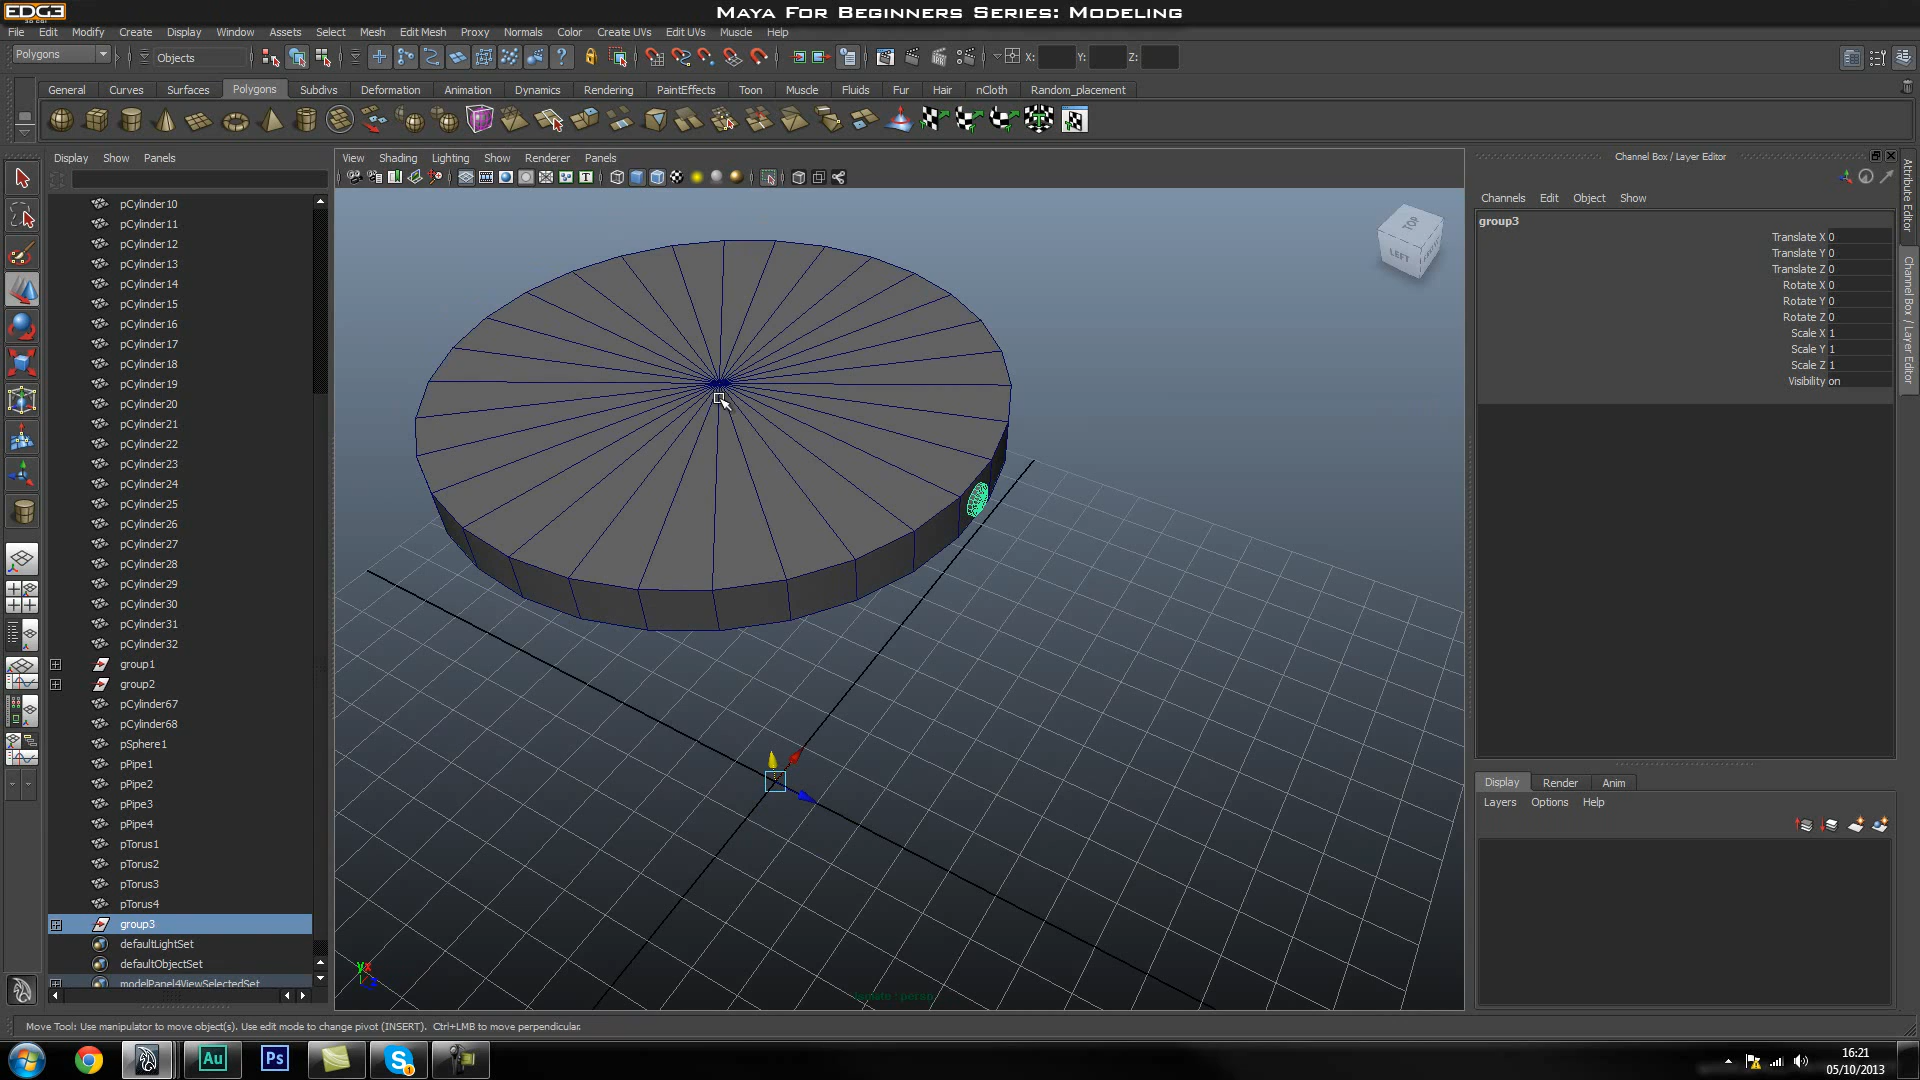 EDG3
Maya For Beginners Series: Modeling
File Edit Modify Create Display Window Assets Select Mesh Edit Mesh Proxy Normals Color Create UVs Edit UVs Muscle Help
Polygons Objects X: Y: Z:
General Curves Surfaces Polygons Subdivs Deformation Animation Dynamics Rendering PaintEffects Toon Muscle Fluids Fur Hair nCloth Random_placement
Display Show Panels
View Shading Lighting Show Renderer Panels
Channel Box / Layer Editor
Channels Edit Object Show
group3
Translate X 0
Translate Y 0
Translate Z 0
Rotate X 0
Rotate Y 0
Rotate Z 0
Scale X 1
Scale Y 1
Scale Z 1
Visibility on
Attribute Editor
Channel Box / Layer Editor
pCylinder10
pCylinder11
pCylinder12
pCylinder13
pCylinder14
pCylinder15
pCylinder16
pCylinder17
pCylinder18
pCylinder19
pCylinder20
pCylinder21
pCylinder22
pCylinder23
pCylinder24
pCylinder25
pCylinder26
pCylinder27
pCylinder28
pCylinder29
pCylinder30
pCylinder31
pCylinder32
group1
group2
pCylinder67
pCylinder68
pSphere1
pPipe1
pPipe2
pPipe3
pPipe4
pTorus1
pTorus2
pTorus3
pTorus4
group3
defaultLightSet
defaultObjectSet
modelPanel4ViewSelectedSet
TOP
LEFT
isolate : persp
Display Render Anim
Layers Options Help
Move Tool: Use manipulator to move object(s). Use edit mode to change pivot (INSERT). Ctrl+LMB to move perpendicular.
Au Ps
16:21
05/10/2013